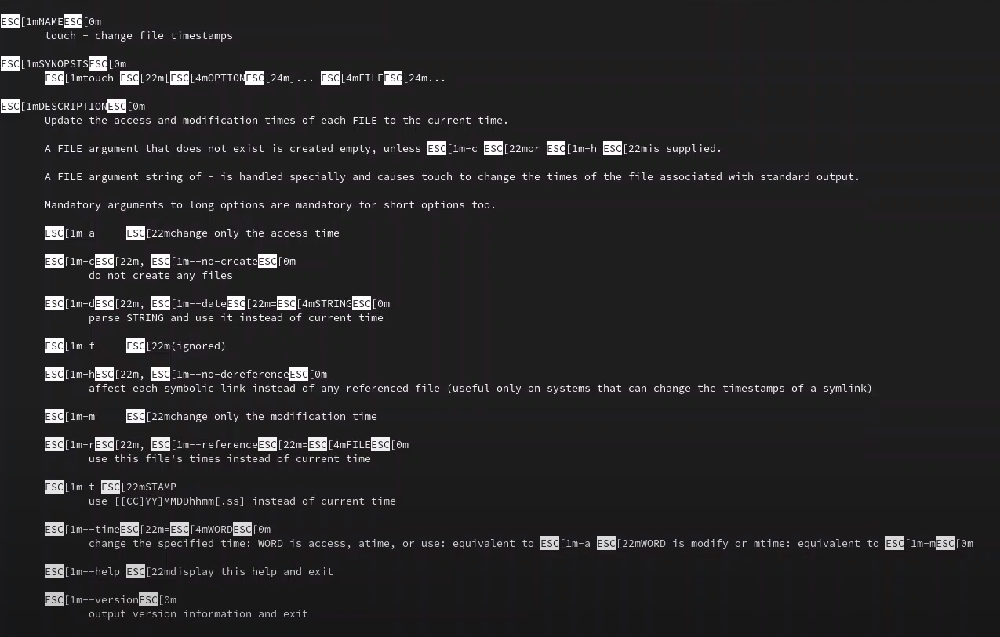 ESC[1mNAMEESC[0m
touch - change file timestamps
ESC[1mSYNOPSISESC[0m
ESC[1mtouch ESC[22m[ESC[4mOPTIONESC[24m]... ESC[4mFILEESC[24m...
ESC[1mDESCRIPTIONESC[0m
Update the access and modification times of each FILE to the current time.
A FILE argument that does not exist is created empty, unless ESC[1m-c ESC[22mor ESC[1m-h ESC[22mis supplied.
A FILE argument string of - is handled specially and causes touch to change the times of the file associated with standard output.
Mandatory arguments to long options are mandatory for short options too.
ESC[1m-a     ESC[22mchange only the access time
ESC[1m-cESC[22m, ESC[1m--no-createESC[0m
do not create any files
ESC[1m-dESC[22m, ESC[1m--dateESC[22m=ESC[4mSTRINGESC[0m
parse STRING and use it instead of current time
ESC[1m-f     ESC[22m(ignored)
ESC[1m-hESC[22m, ESC[1m--no-dereferenceESC[0m
affect each symbolic link instead of any referenced file (useful only on systems that can change the timestamps of a symlink)
ESC[1m-m     ESC[22mchange only the modification time
ESC[1m-rESC[22m, ESC[1m--referenceESC[22m=ESC[4mFILEESC[0m
use this file's times instead of current time
ESC[1m-t ESC[22mSTAMP
use [[CC]YY]MMDDhhmm[.ss] instead of current time
ESC[1m--timeESC[22m=ESC[4mWORDESC[0m
change the specified time: WORD is access, atime, or use: equivalent to ESC[1m-a ESC[22mWORD is modify or mtime: equivalent to ESC[1m-mESC[0m
ESC[1m--help ESC[22mdisplay this help and exit
ESC[1m--versionESC[0m
output version information and exit